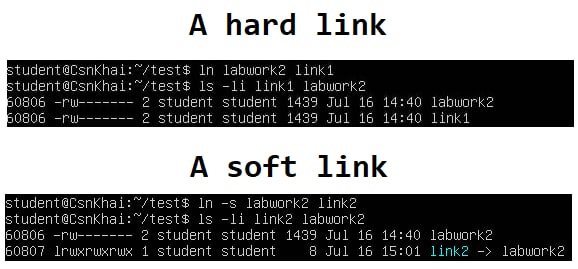 A hard link
student@CsnKhai:~/test$ ln labwork2 link1
student@CsnKhai:~/test$ ls -li link1 labwork2
60806 -rw------- 2 student student 1439 Jul 16 14:40 labwork2
60806 -rw------- 2 student student 1439 Jul 16 14:40 link1
A soft link
student@CsnKhai:~/test$ ln -s labwork2 link2
student@CsnKhai:~/test$ ls -li link2 labwork2
60806 -rw------- 2 student student 1439 Jul 16 14:40 labwork2
60807 lrwxrwxrwx 1 student student    8 Jul 16 15:01 link2 -> labwork2